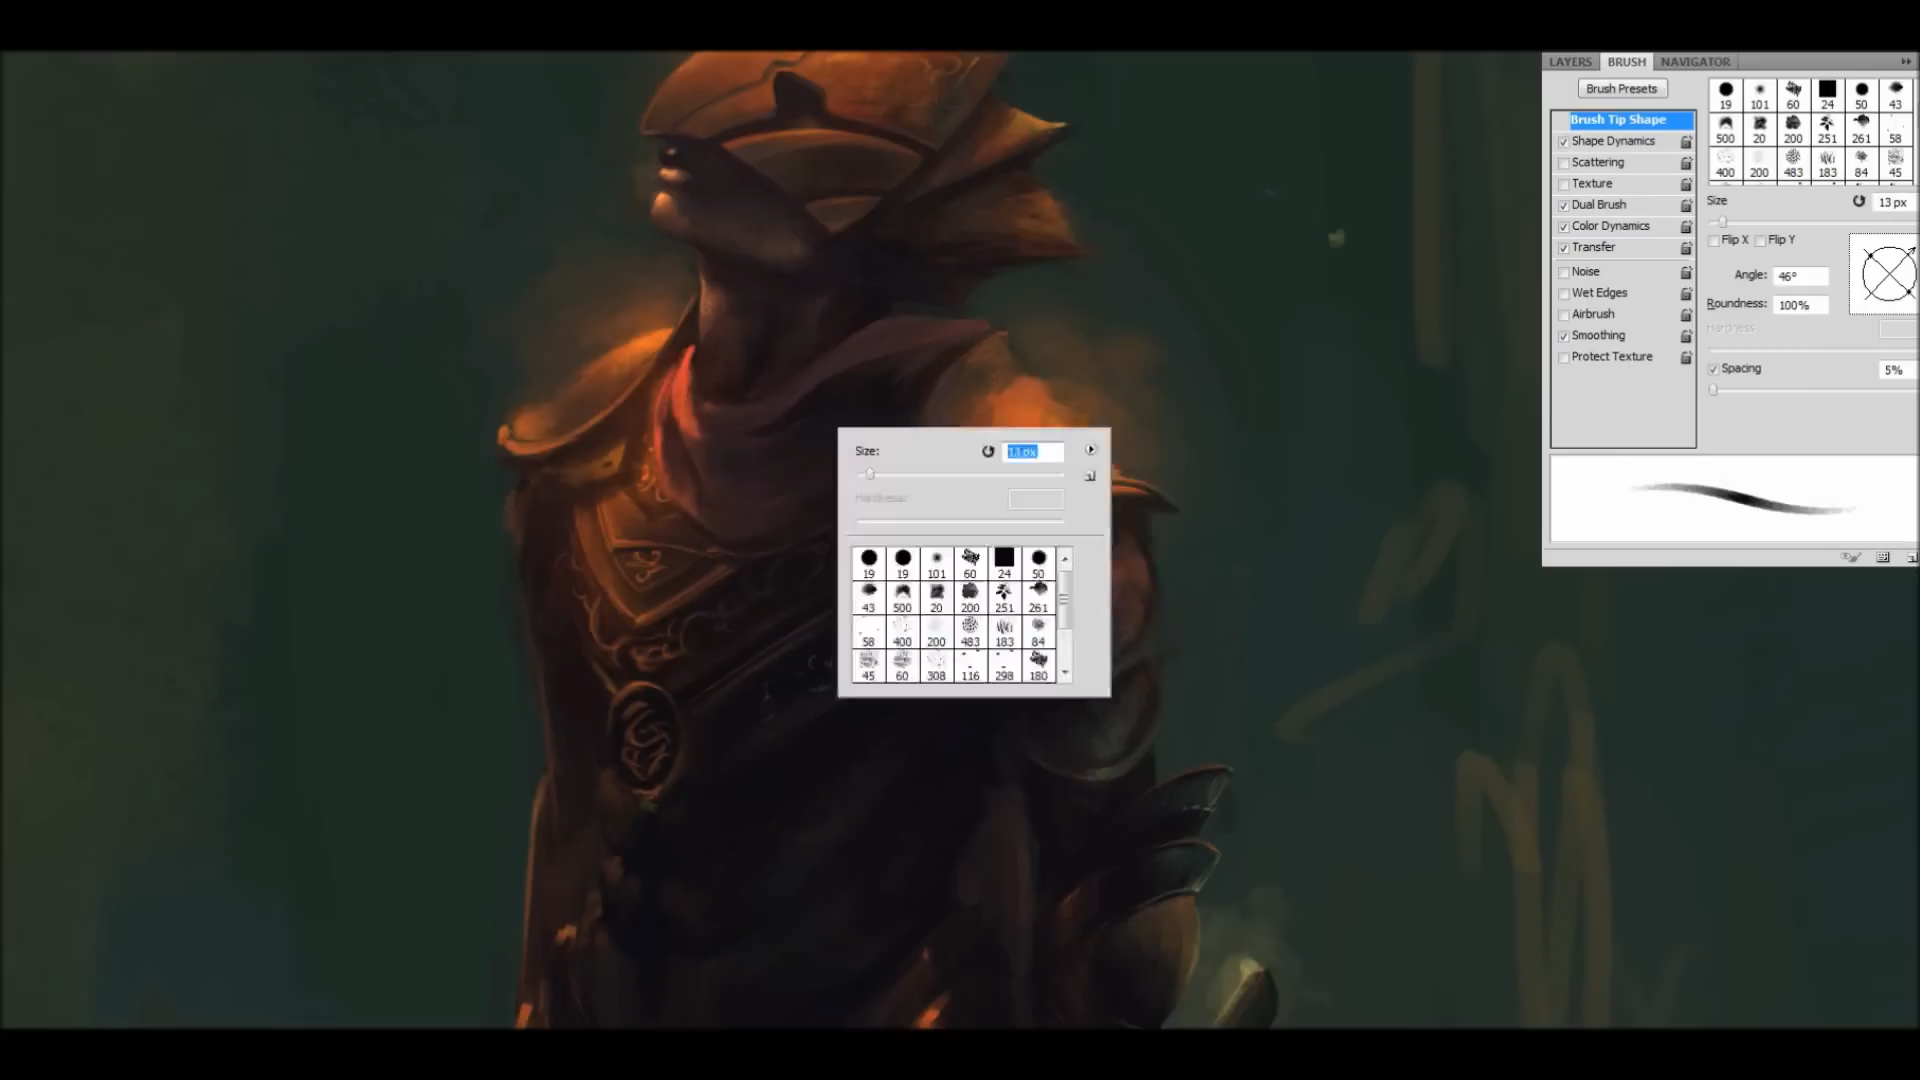 LAYERS BRUSH NAVIGATOR
Brush Presets
Brush Tip Shape
Shape Dynamics
Scattering
Texture
Dual Brush
Color Dynamics
Transfer
Noise
Wet Edges
Airbrush
Smoothing
Protect Texture
19 101 60 24 50 43
500 20 200 251 261 58
400 200 483 183 84 45
Size 13 px
Flip X Flip Y
Angle: 46°
Roundness: 100%
Hardness
Spacing 5%
Size: 13 px
Hardness:
19 19 101 60 24 50
43 500 20 200 251 261
58 400 200 483 183 84
45 60 308 116 298 180